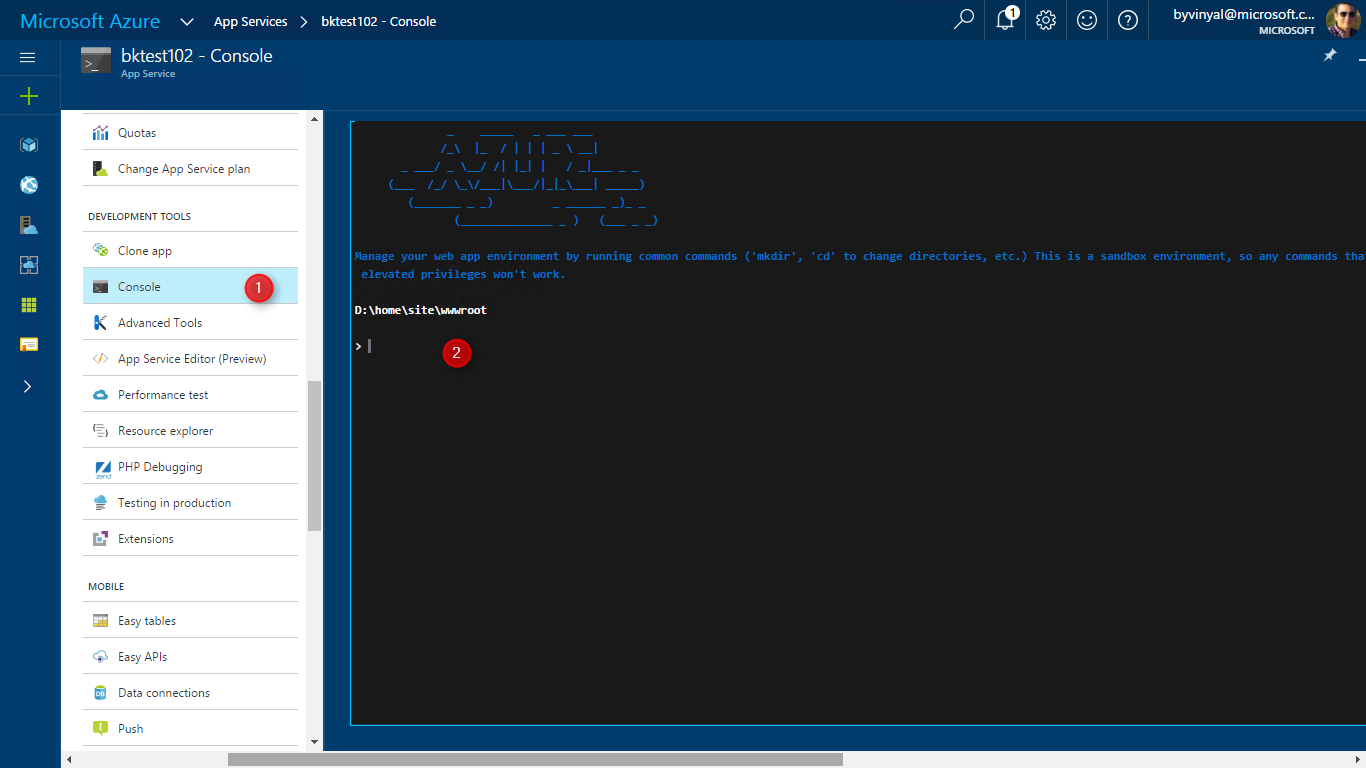 Microsoft Azure
App Services > bktest102 - Console
1
byvinyal@microsoft.c...
MICROSOFT
bktest102 - Console
App Service
Quotas
Change App Service plan
DEVELOPMENT TOOLS
Clone app
Console
1
Advanced Tools
App Service Editor (Preview)
Performance test
Resource explorer
PHP Debugging
Testing in production
Extensions
MOBILE
Easy tables
Easy APIs
Data connections
Push
Manage your web app environment by running common commands ('mkdir', 'cd' to change directories, etc.) This is a sandbox environment, so any commands
elevated privileges won't work.
D:\home\site\wwwroot
>
2